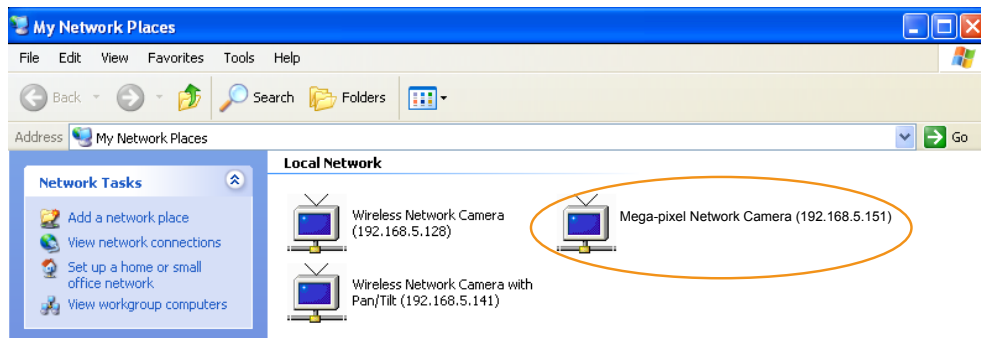 My Network Places
File Edit View Favorites Tools Help
Back Search Folders
Address My Network Places Go
Network Tasks
Add a network place
View network connections
Set up a home or small
office network
View workgroup computers
Local Network
Wireless Network Camera
(192.168.5.128)
Mega-pixel Network Camera (192.168.5.151)
Wireless Network Camera with
Pan/Tilt (192.168.5.141)